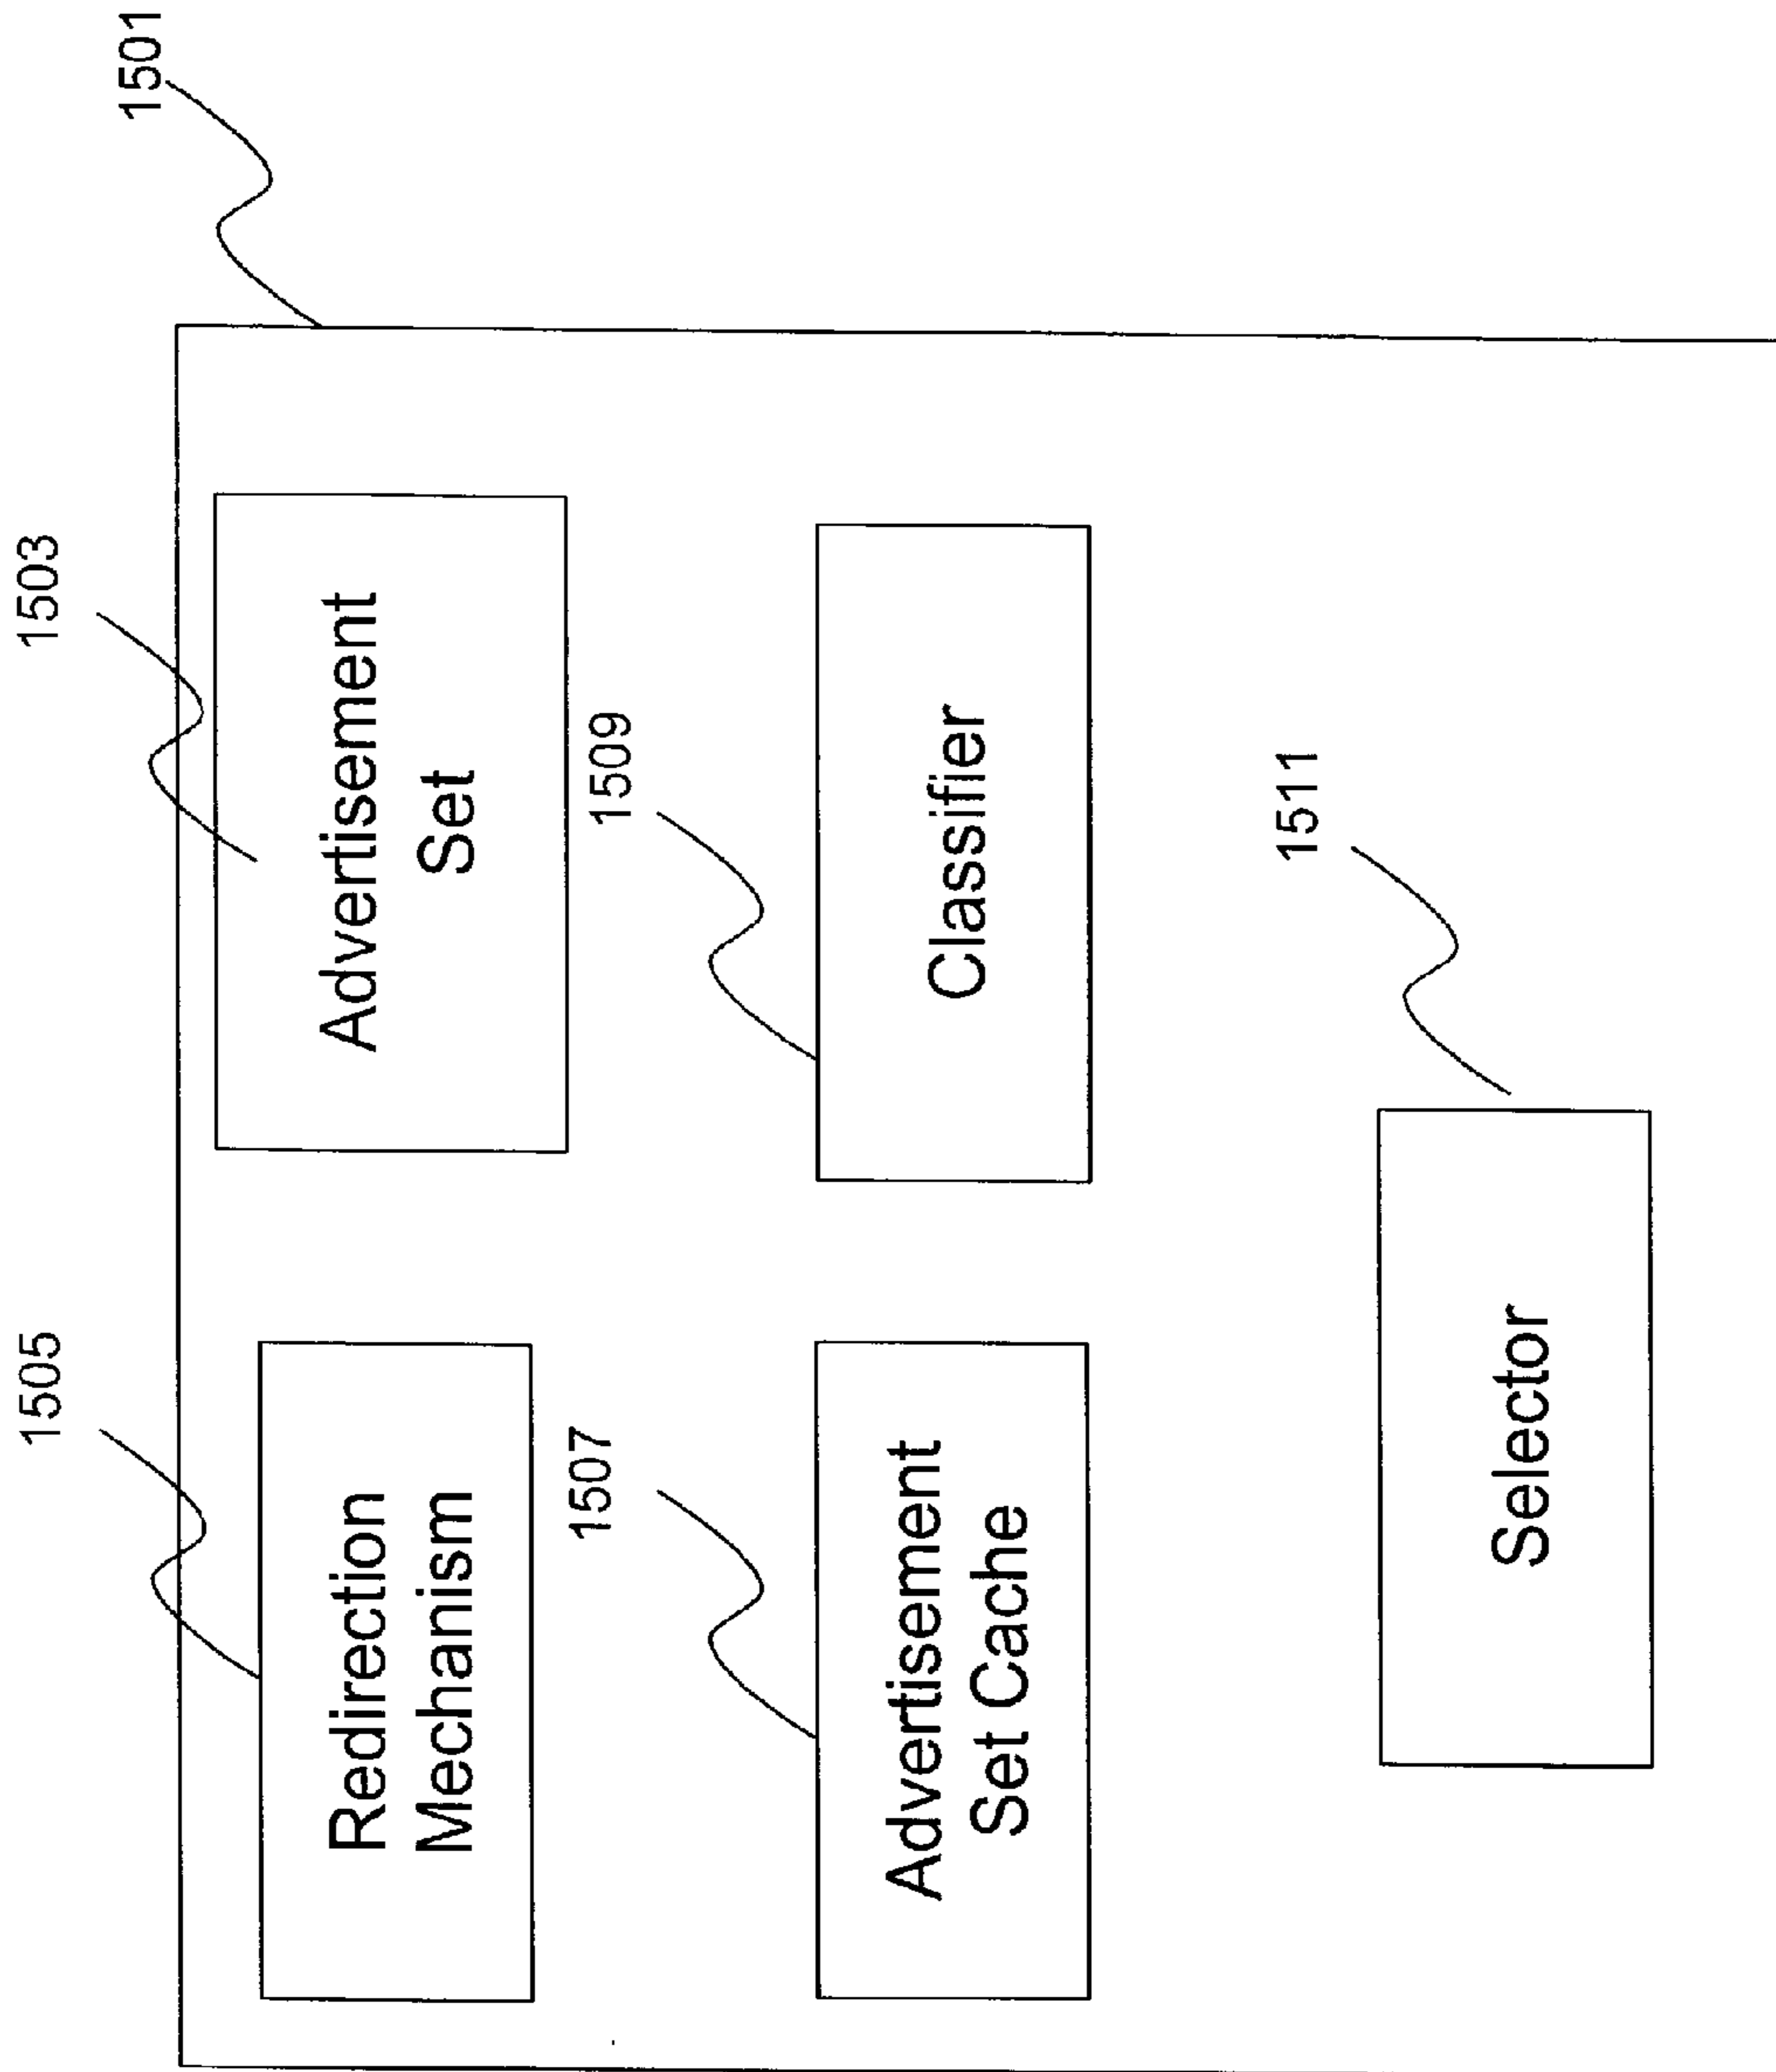 1501
1503
1505
Advertisement
Set
Redirection
Mechanism
1509
1507
Classifier
Advertisement
Set Cache
1511
Selector